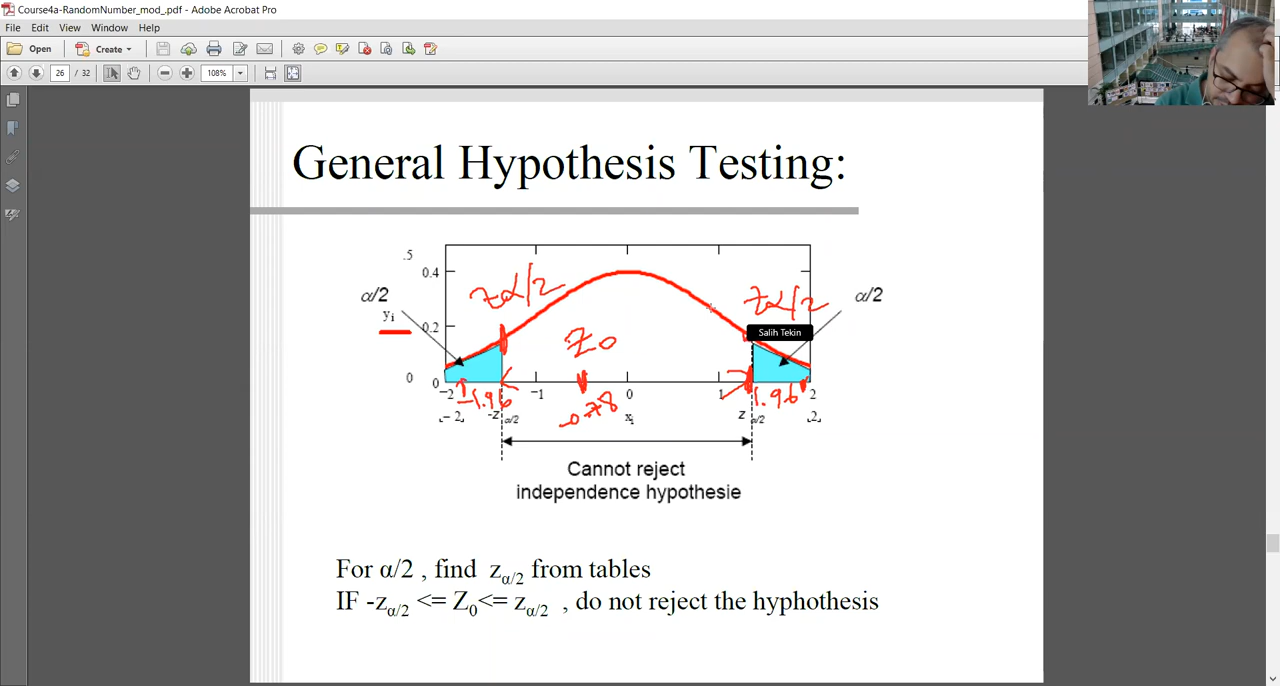 Course4a-RandomNumber_mod_.pdf - Adobe Acrobat Pro
File Edit View Window Help
Open Create
26 / 32 108%
General Hypothesis Testing:
.5
0.4
zα/2
zα/2
α/2
α/2
yᵢ
0.2
Z₀
Salih Tekin
0
0
−2 −1 0 1 2
-1.96
1.96
-0.78
-2 -z α/2 xᵢ z α/2 2
Cannot reject
independence hypothesie
For α/2 , find zα/2 from tables
IF -zα/2 <= Z₀<= zα/2 , do not reject the hyphothesis